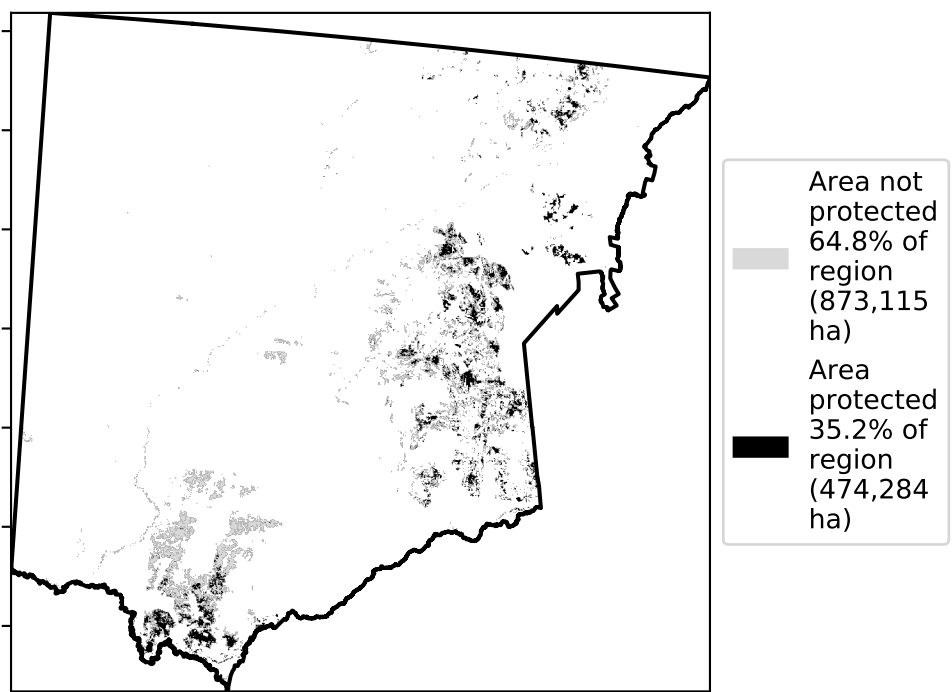 Area not
protected
64.8% of
region
(873,115
ha)
Area
protected
35.2% of
region
(474,284
ha)